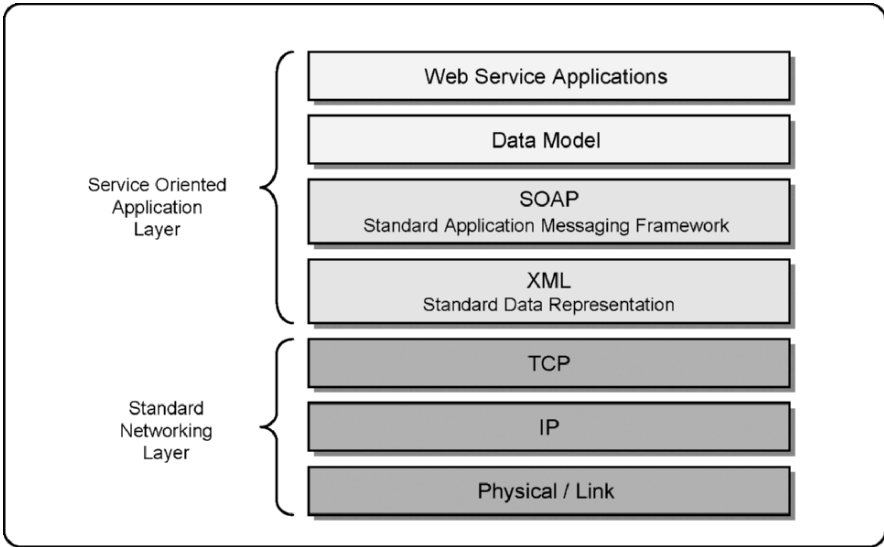 Web Service Applications
Data Model
Service Oriented
Application
Layer
SOAP
Standard Application Messaging Framework
XML
Standard Data Representation
TCP
Standard
Networking
Layer
IP
Physical / Link